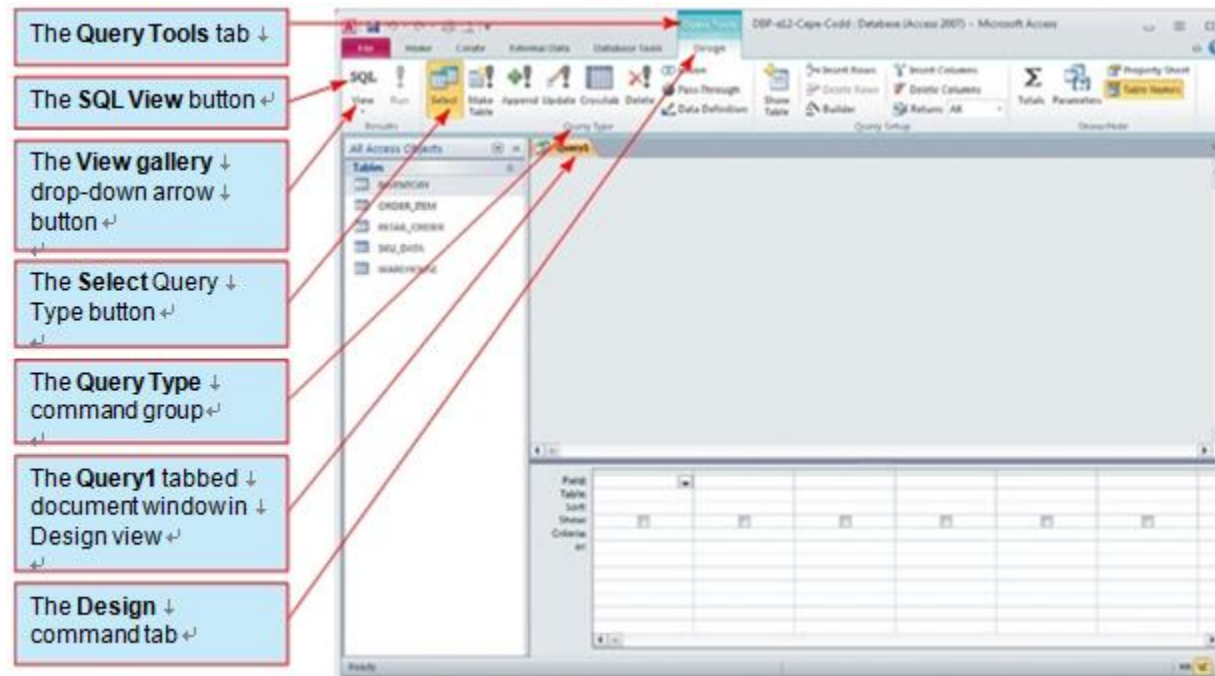 The Query Tools tab ↓
The SQL View button ↵
The View gallery ↓
drop-down arrow ↓
button ↵
↵
The Select Query ↓
Type button ↵
↵
The Query Type ↓
command group ↵
↵
The Query1 tabbed ↓
document window in ↓
Design view ↵
↵
The Design ↓
command tab ↵
Query Tools
DBP-e12-Cape-Codd : Database (Access 2007) - Microsoft Access
File Home Create External Data Database Tools Design
SQL
View Run
Results
Select Make Table Append Update Crosstab Delete
Union
Pass-Through
Data Definition
Query Type
Show Table
Insert Rows
Delete Rows
Builder
Insert Columns
Delete Columns
Return: All
Query Setup
Totals Parameters
Property Sheet
Table Names
Show/Hide
All Access Objects
Tables
INVENTORY
ORDER_ITEM
RETAIL_ORDER
SKU_DATA
WAREHOUSE
Query1
Field:
Table:
Sort:
Show:
Criteria:
or:
Ready